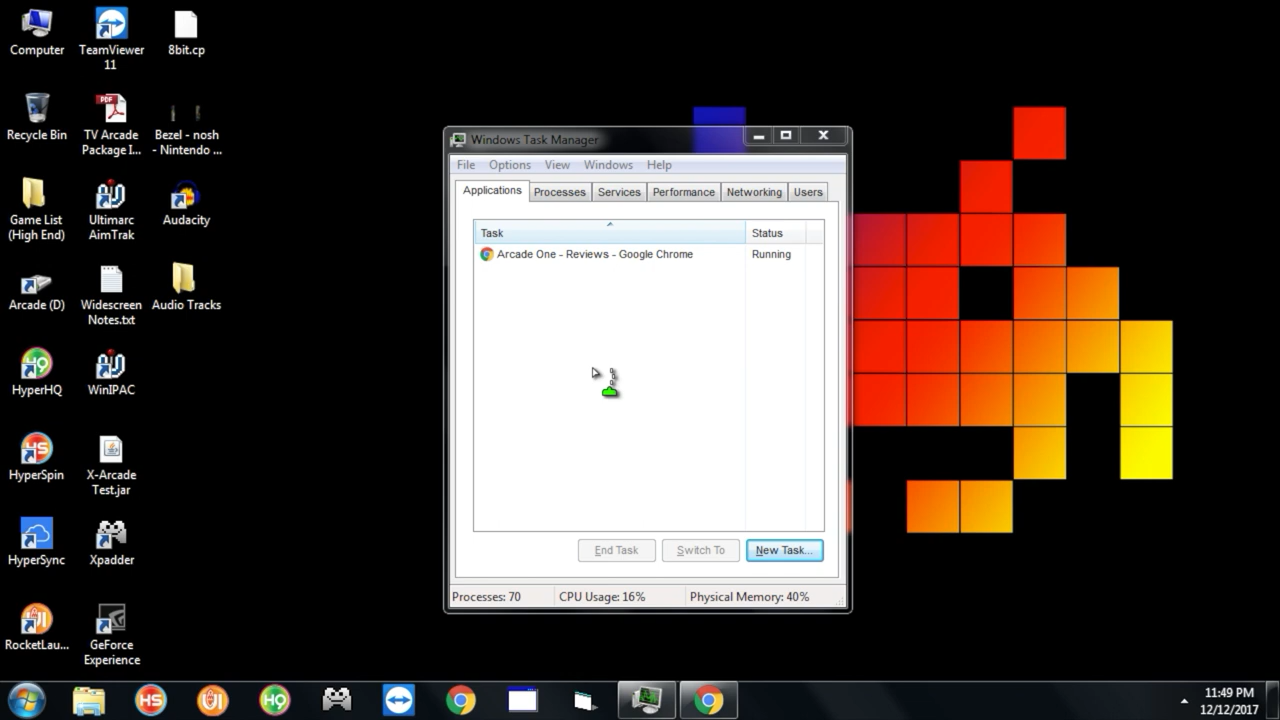 Computer
TeamViewer
11
8bit.cp
Recycle Bin
TV Arcade
Package I...
Bezel - nosh
- Nintendo ...
Game List
(High End)
Ultimarc
AimTrak
Audacity
Arcade (D)
Widescreen
Notes.txt
Audio Tracks
HyperHQ
WinIPAC
HyperSpin
X-Arcade
Test.jar
HyperSync
Xpadder
RocketLau...
GeForce
Experience
Windows Task Manager
File Options View Windows Help
Applications Processes Services Performance Networking Users
Task Status
Arcade One - Reviews - Google Chrome Running
End Task Switch To New Task...
Processes: 70 CPU Usage: 16% Physical Memory: 40%
HS HQ
11:49 PM
12/12/2017